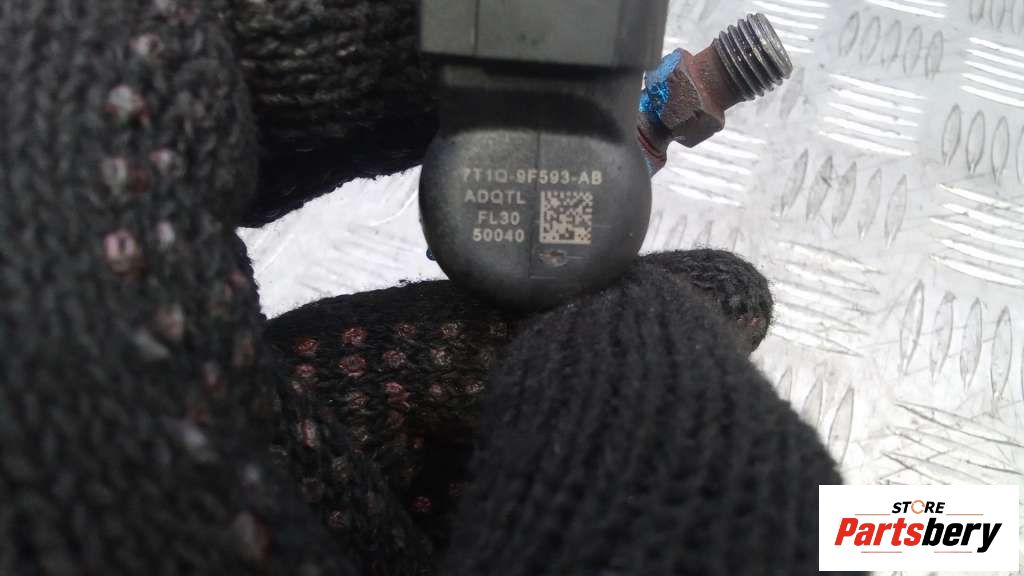 7T1Q-9F593-AB
ADQTL
FL30
50040
STORE
Partsbery